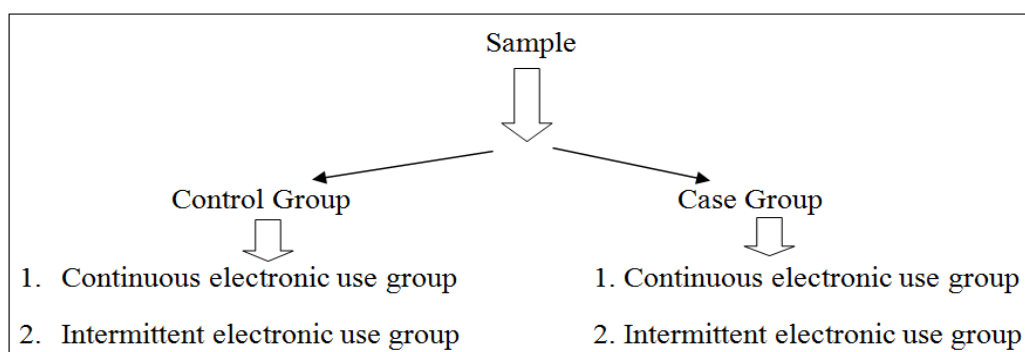 Sample
Control Group
Case Group
1. Continuous electronic use group
1. Continuous electronic use group
2. Intermittent electronic use group
2. Intermittent electronic use group